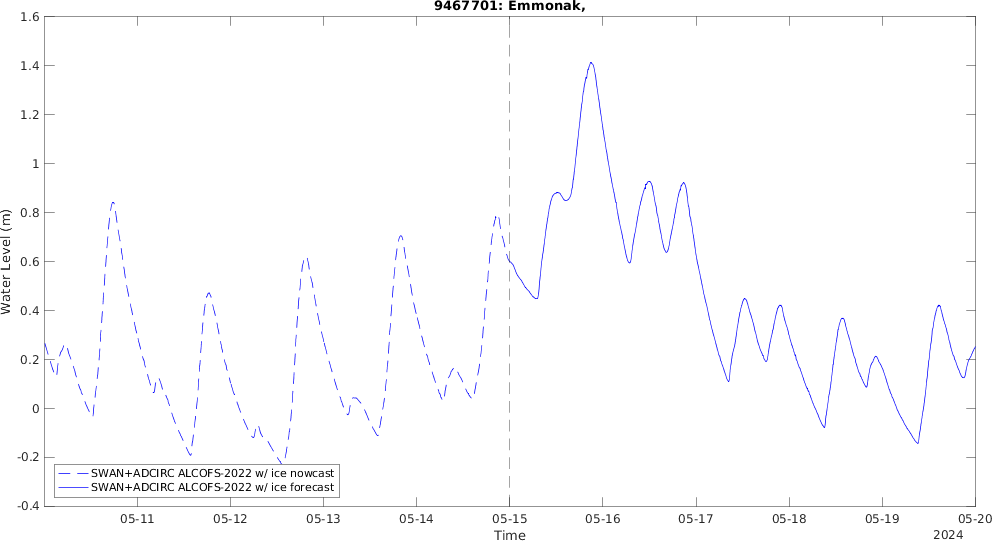 9467701: Emmonak,
1.6
1.4
1.2
1
0.8
0.6
0.4
0.2
0
-0.2
-0.4
Water Level (m)
SWAN+ADCIRC ALCOFS-2022 w/ ice nowcast
SWAN+ADCIRC ALCOFS-2022 w/ ice forecast
05-11 05-12 05-13 05-14 05-15 05-16 05-17 05-18 05-19 05-20
Time
2024